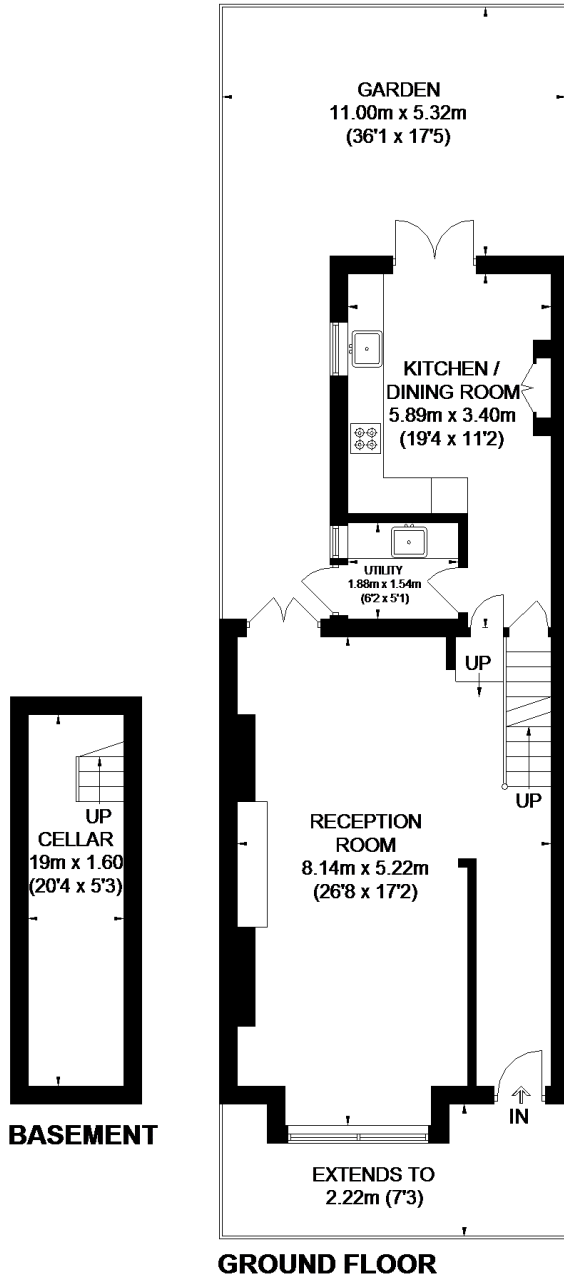 GARDEN
11.00m x 5.32m
(36'1 x 17'5)
KITCHEN /
DINING ROOM
5.89m x 3.40m
(19'4 x 11'2)
UTILITY
1.88m x 1.54m
(6'2 x 5'1)
UP
UP
RECEPTION
ROOM
8.14m x 5.22m
(26'8 x 17'2)
IN
EXTENDS TO
2.22m (7'3)
GROUND FLOOR
UP
CELLAR
19m x 1.60
(20'4 x 5'3)
BASEMENT